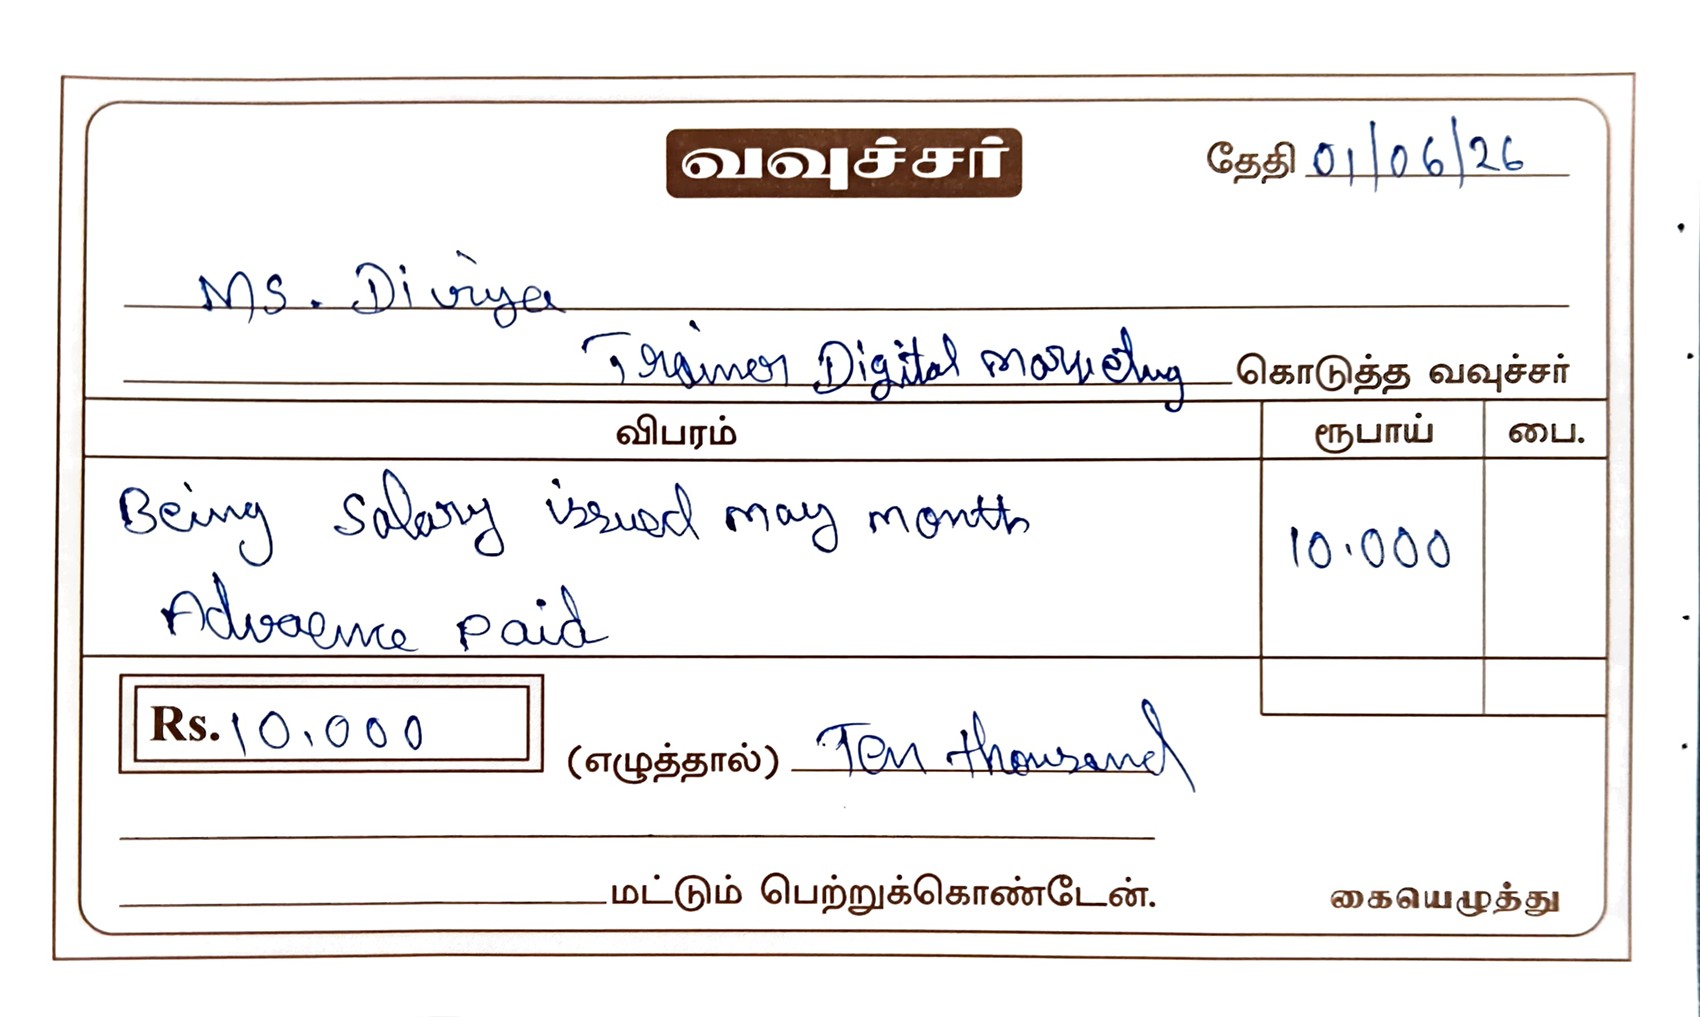 வவுச்சர்
தேதி 01/06/26
Ms. Divya
Trainer Digital Marketing கொடுத்த வவுச்சர்
விபரம் ரூபாய் பை.
Being Salary issued may month 10.000
Advaence paid
Rs. 10.000
(எழுத்தால்) Ten thousand
மட்டும் பெற்றுக்கொண்டேன். கையெழுத்து